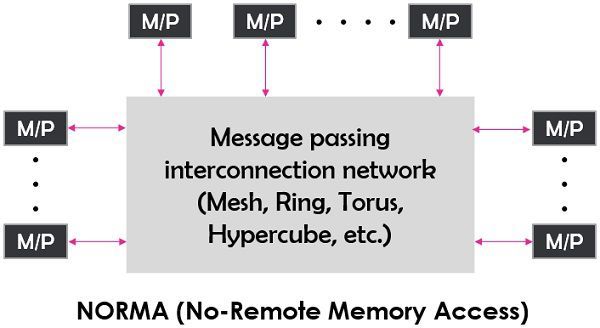 M/P M/P M/P
M/P M/P
Message passing
interconnection network
(Mesh, Ring, Torus,
Hypercube, etc.)
M/P M/P
NORMA (No-Remote Memory Access)